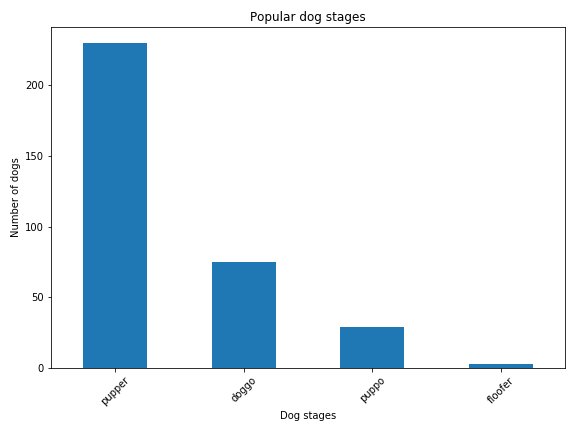 Popular dog stages
Number of dogs
200
150
100
50
0
pupper
doggo
puppo
floofer
Dog stages